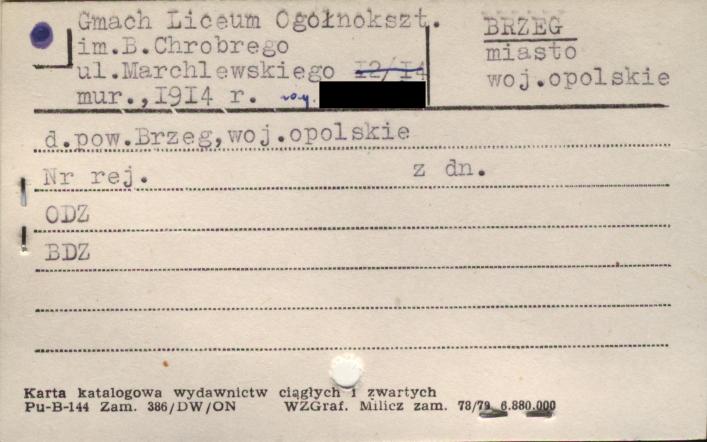 Gmach Liceum Ogólnokszt.
im.B.Chrobrego
ul.Marchlewskiego 12/14
mur.,1914 r.
BRZEG
miasto
woj.opolskie
d.pow.Brzeg,woj.opolskie
Nr rej. z dn.
ODZ
BDZ
Karta katalogowa wydawnictw ciągłych i zwartych
Pu-B-144 Zam. 386/DW/ON WZGraf. Milicz zam. 78/79 6.880.000